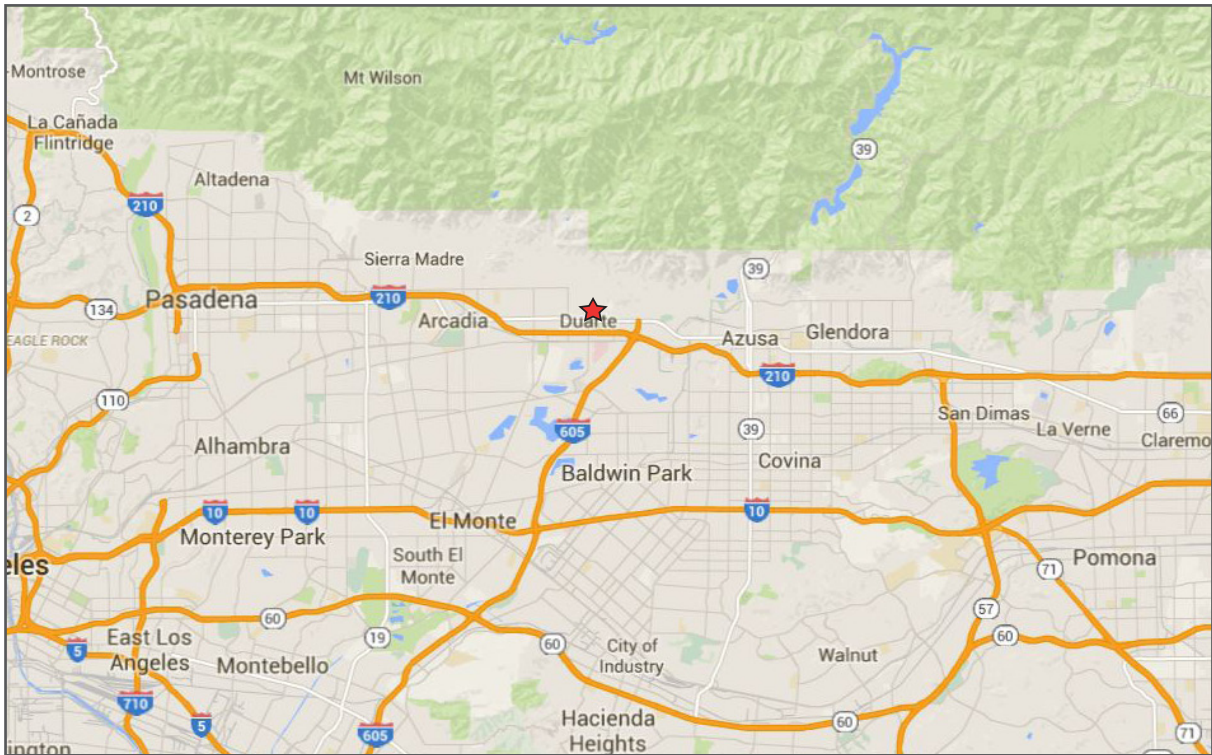 -Montrose
Mt Wilson
La Cañada
Flintridge
39
Altadena
210
2
Sierra Madre
39
134
Pasadena
210
Arcadia
Duarte
EAGLE ROCK
Azusa
Glendora
210
110
San Dimas
66
La Verne
Claremo
605
39
Alhambra
Covina
Baldwin Park
10
10
10
El Monte
Monterey Park
eles
South El
Monte
Pomona
71
57
60
60
19
60
60
East Los
Angeles
5
Montebello
City of
Industry
Walnut
710
5
605
Hacienda
Heights
60
71
ington